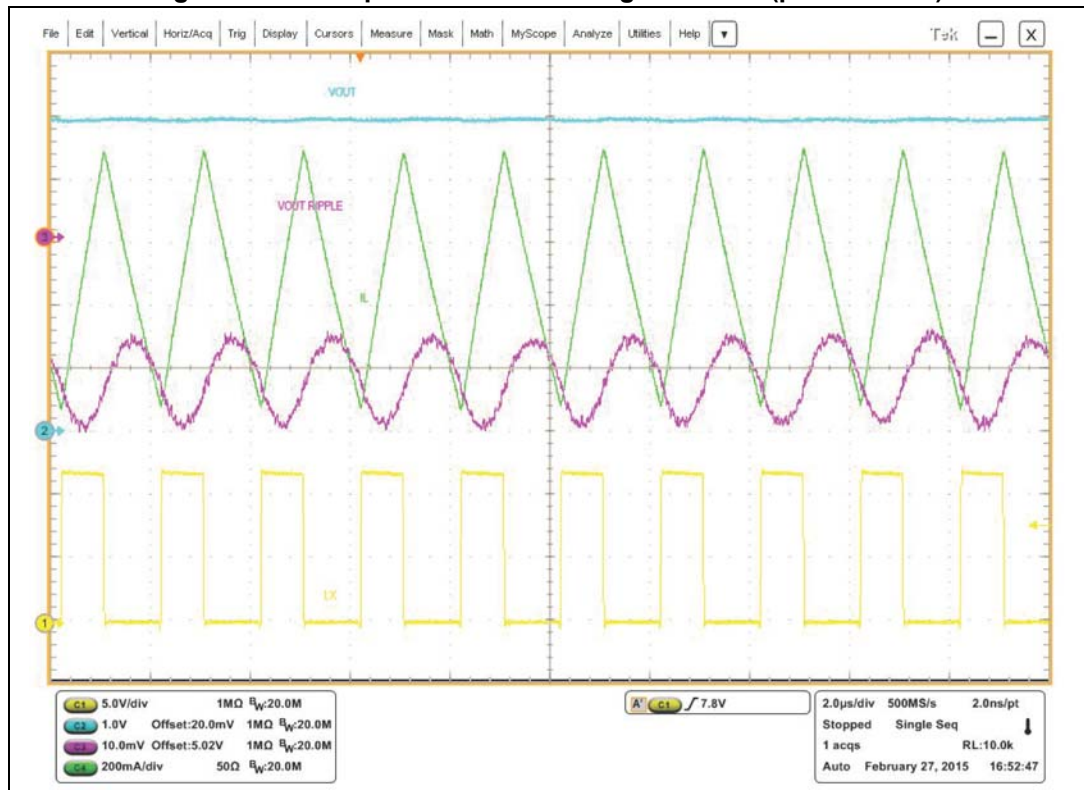 File Edit Vertical Horiz/Acq Trig Display Cursors Measure Mask Math MyScope Analyze Utilities Help Tek X
VOUT
VOUT RIPPLE
3
IL
2
LX
1
C1 5.0V/div 1MΩ BW:20.0M
C2 1.0V Offset:20.0mV 1MΩ BW:20.0M
C3 10.0mV Offset:5.02V 1MΩ BW:20.0M
C4 200mA/div 50Ω BW:20.0M
A' C1 7.8V
2.0µs/div 500MS/s 2.0ns/pt
Stopped Single Seq
1 acqs RL:10.0k
Auto February 27, 2015 16:52:47